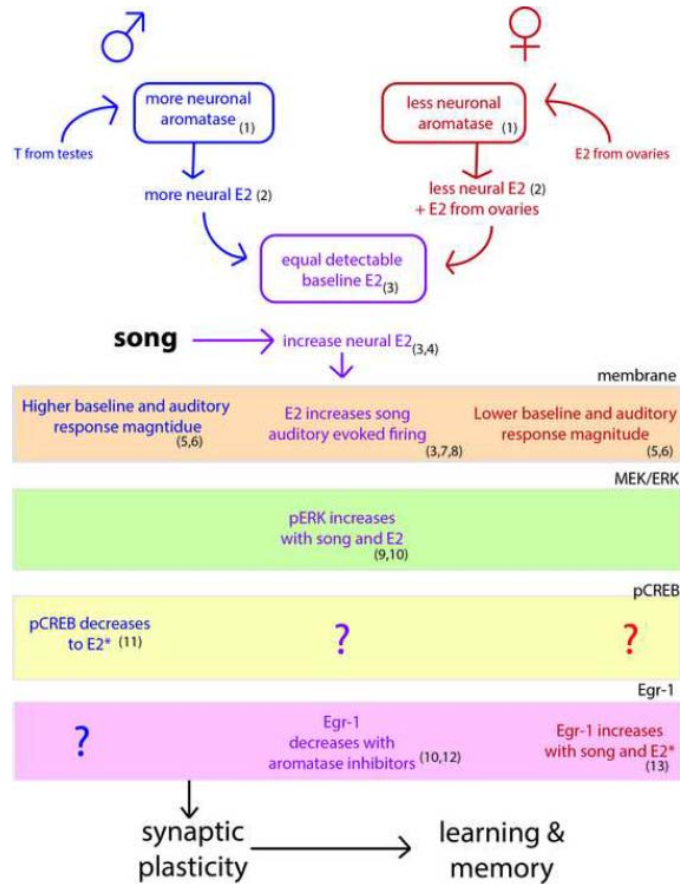 ♂
♀
more neuronal
aromatase (1)
less neuronal
aromatase (1)
T from testes
E2 from ovaries
more neural E2 (2)
less neural E2 (2)
+ E2 from ovaries
equal detectable
baseline E2 (3)
song
increase neural E2 (3,4)
membrane
Higher baseline and auditory
response magntidue
(5,6)
E2 increases song
auditory evoked firing
(3,7,8)
Lower baseline and auditory
response magnitude
(5,6)
MEK/ERK
pERK increases
with song and E2
(9,10)
pCREB
pCREB decreases
to E2* (11)
?
?
Egr-1
?
Egr-1
decreases with
aromatase inhibitors (10,12)
Egr-1 increases
with song and E2*
(13)
synaptic
plasticity
learning &
memory